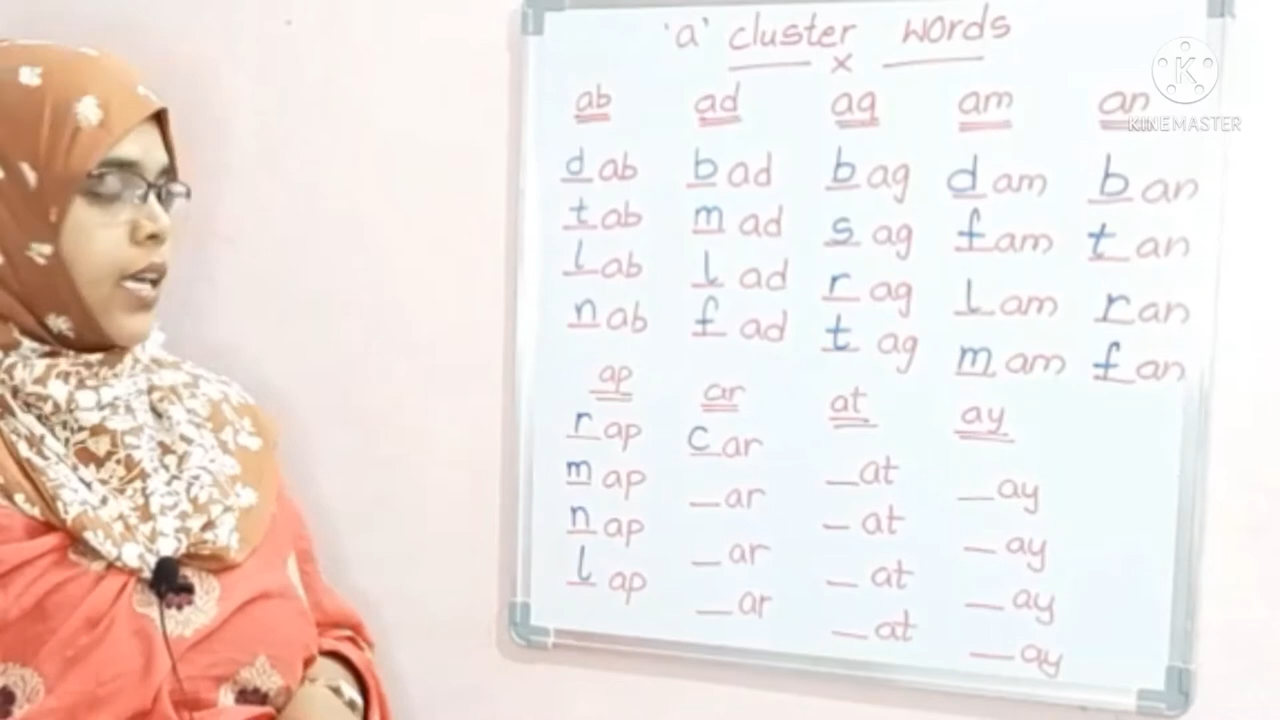 'a' cluster words
x
ab ad ag am an
dab bad bag dam ban
tab mad sag fam tan
lab lad rag lam ran
nab fad tag mam fan
ap ar at ay
rap car _at _ay
map _ar _at _ay
nap _ar _at _ay
lap _ar _at _ay
K
KINEMASTER